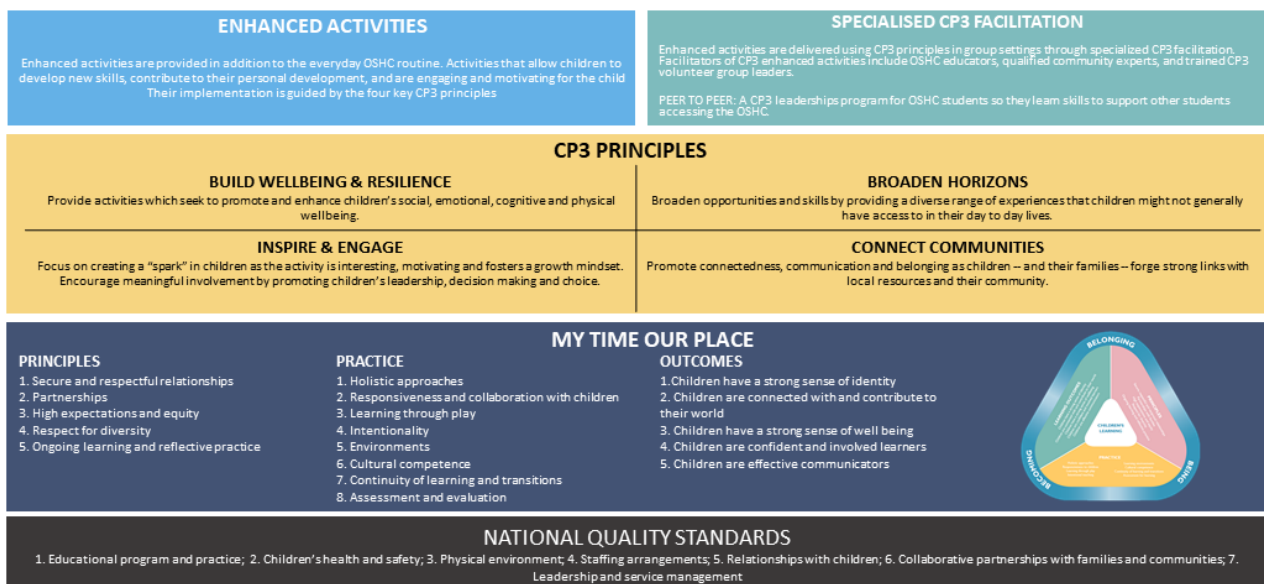 ENHANCED ACTIVITIES
Enhanced activities are provided in addition to the everyday OSHC routine. Activities that allow children to
develop new skills, contribute to their personal development, and are engaging and motivating for the child
Their implementation is guided by the four key CP3 principles
SPECIALISED CP3 FACILITATION
Enhanced activities are delivered using CP3 principles in group settings through specialized CP3 facilitation.
Facilitators of CP3 enhanced activities include OSHC educators, qualified community experts, and trained CP3
volunteer group leaders.
PEER TO PEER: A CP3 leaderships program for OSHC students so they learn skills to support other students
accessing the OSHC.
CP3 PRINCIPLES
BUILD WELLBEING & RESILIENCE
Provide activities which seek to promote and enhance children's social, emotional, cognitive and physical
wellbeing.
BROADEN HORIZONS
Broaden opportunities and skills by providing a diverse range of experiences that children might not generally
have access to in their day to day lives.
INSPIRE & ENGAGE
Focus on creating a "spark" in children as the activity is interesting, motivating and fosters a growth mindset.
Encourage meaningful involvement by promoting children's leadership, decision making and choice.
CONNECT COMMUNITIES
Promote connectedness, communication and belonging as children – and their families – forge strong links with
local resources and their community.
MY TIME OUR PLACE
PRINCIPLES
1. Secure and respectful relationships
2. Partnerships
3. High expectations and equity
4. Respect for diversity
5. Ongoing learning and reflective practice
PRACTICE
1. Holistic approaches
2. Responsiveness and collaboration with children
3. Learning through play
4. Intentionality
5. Environments
6. Cultural competence
7. Continuity of learning and transitions
8. Assessment and evaluation
OUTCOMES
1.Children have a strong sense of identity
2. Children are connected with and contribute to
their world
3. Children have a strong sense of well being
4. Children are confident and involved learners
5. Children are effective communicators
BELONGING
CHILDREN'S
LEARNING
PRACTICE
BECOMING
BEING
NATIONAL QUALITY STANDARDS
1. Educational program and practice; 2. Children's health and safety; 3. Physical environment; 4. Staffing arrangements; 5. Relationships with children; 6. Collaborative partnerships with families and communities; 7.
Leadership and service management